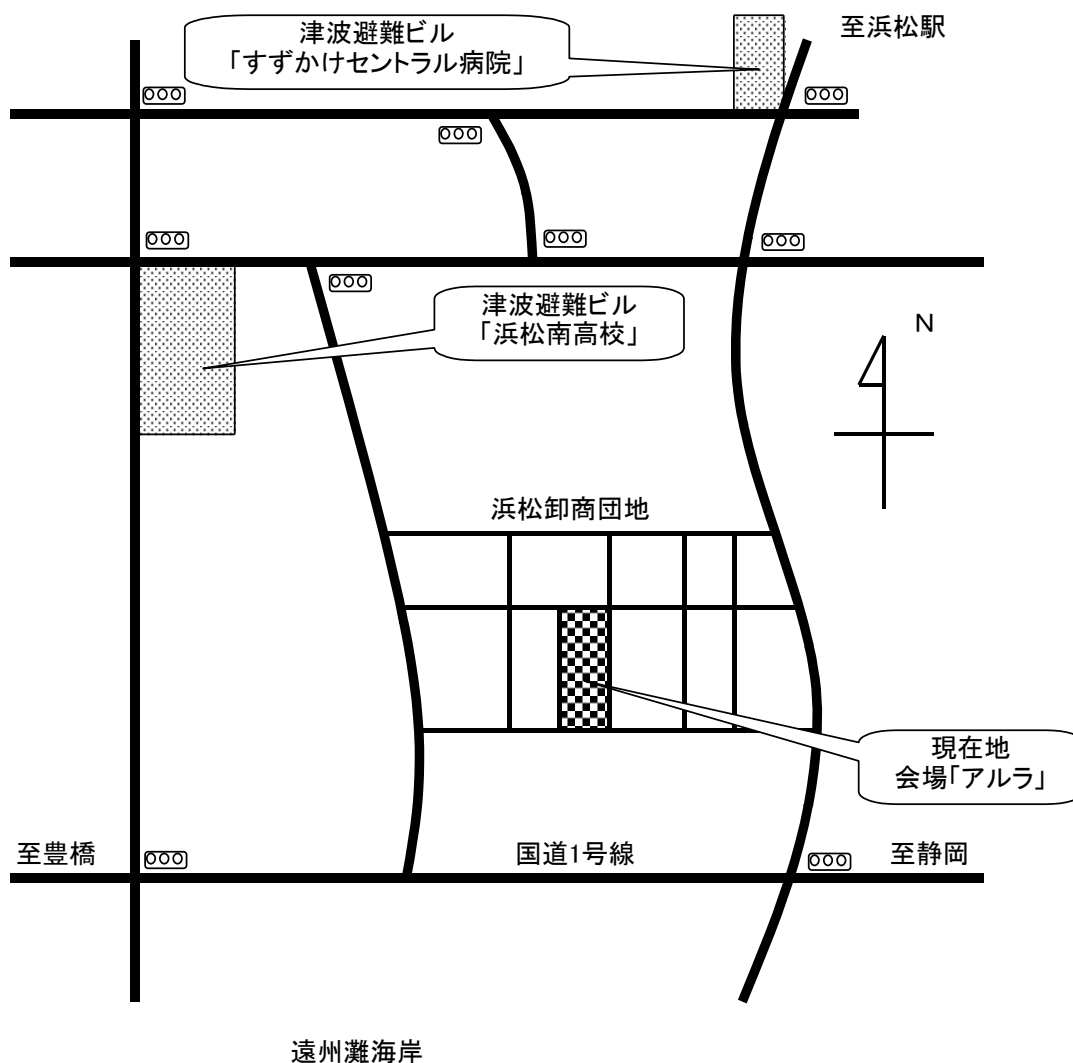 津波避難ビル
「すずかけセントラル病院」
至浜松駅
津波避難ビル
「浜松南高校」
N
浜松卸商団地
現在地
会場「アルラ」
至豊橋
国道1号線
至静岡
遠州灘海岸